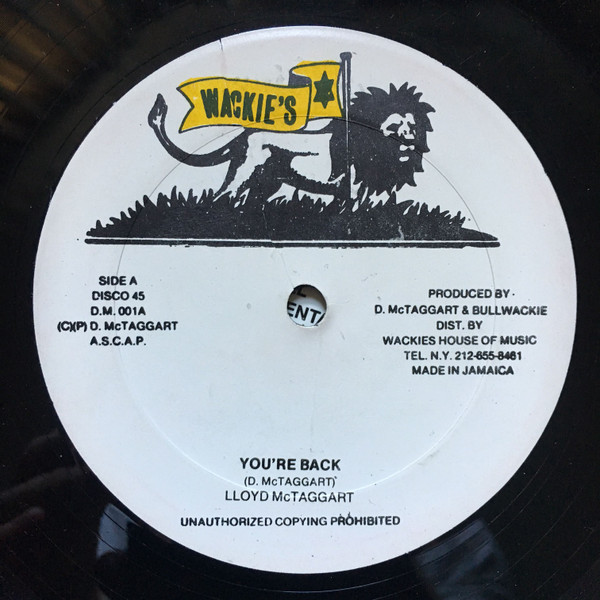 WACKIE'S
SIDE A
DISCO 45
D.M. 001A
(C)(P) D. McTAGGART
A.S.C.A.P.
PRODUCED BY·
D. McTAGGART & BULLWACKIE
DIST. BY
WACKIES HOUSE OF MUSIC
TEL. N.Y. 212-655-8461
MADE IN JAMAICA
ENTA
YOU'RE BACK
(D. McTAGGART)
LLOYD McTAGGART
UNAUTHORIZED COPYING PROHIBITED